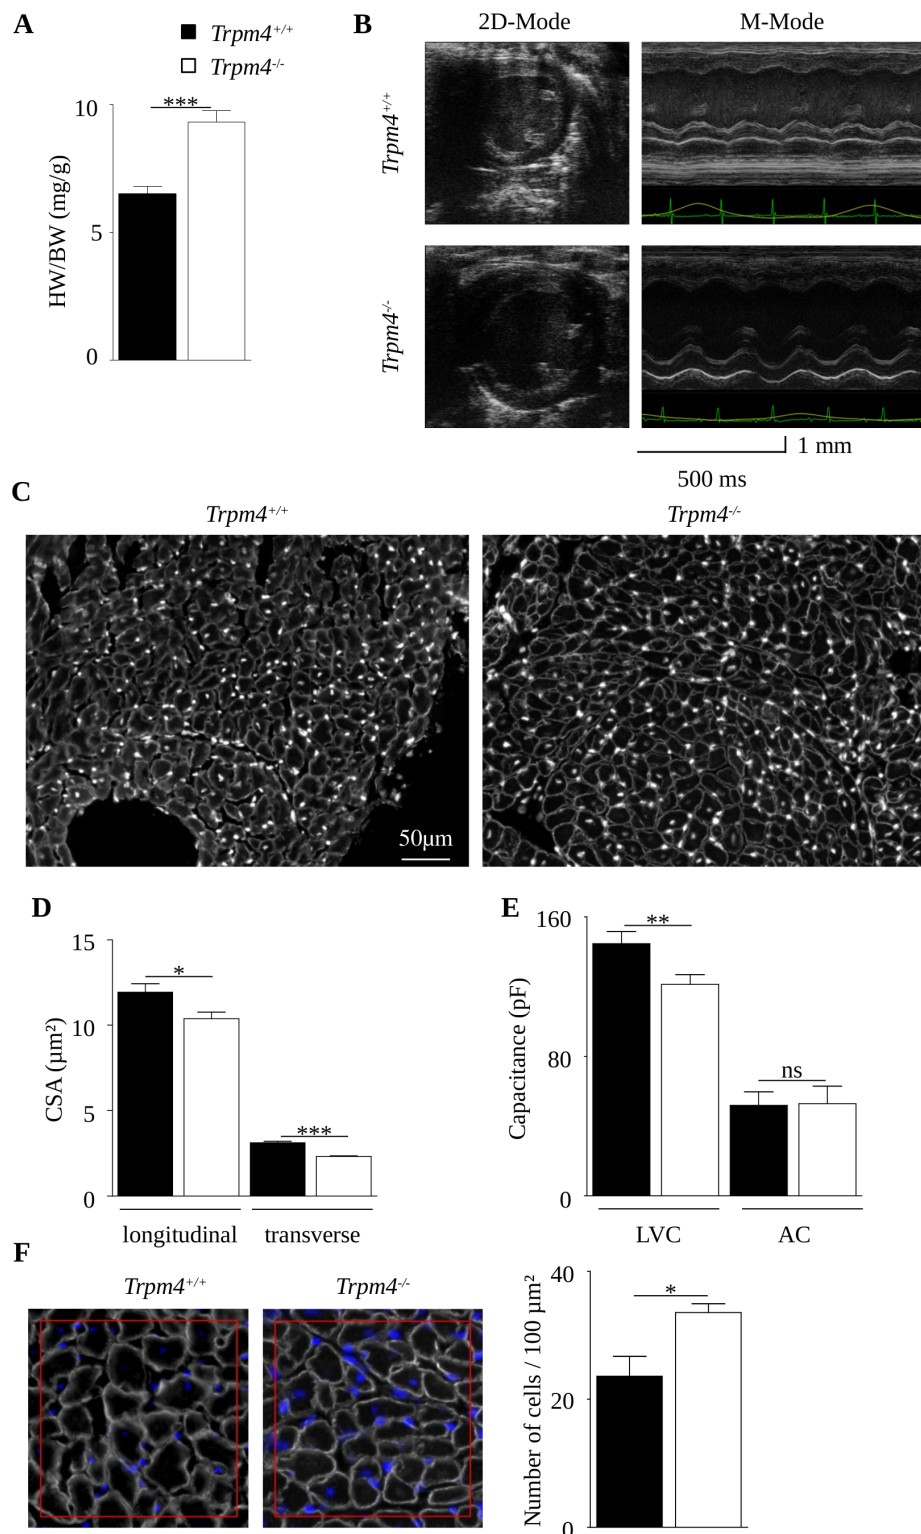 A
Trpm4+/+
Trpm4-/-
HW/BW (mg/g)
10
***
5
0
B
2D-Mode
M-Mode
Trpm4+/+
Trpm4-/-
1 mm
500 ms
C
Trpm4+/+
Trpm4-/-
50µm
D
CSA (µm²)
15
10
5
0
*
***
longitudinal
transverse
E
Capacitance (pF)
160
80
0
**
ns
LVC
AC
F
Trpm4+/+
Trpm4-/-
Number of cells / 100 µm²
40
20
0
*